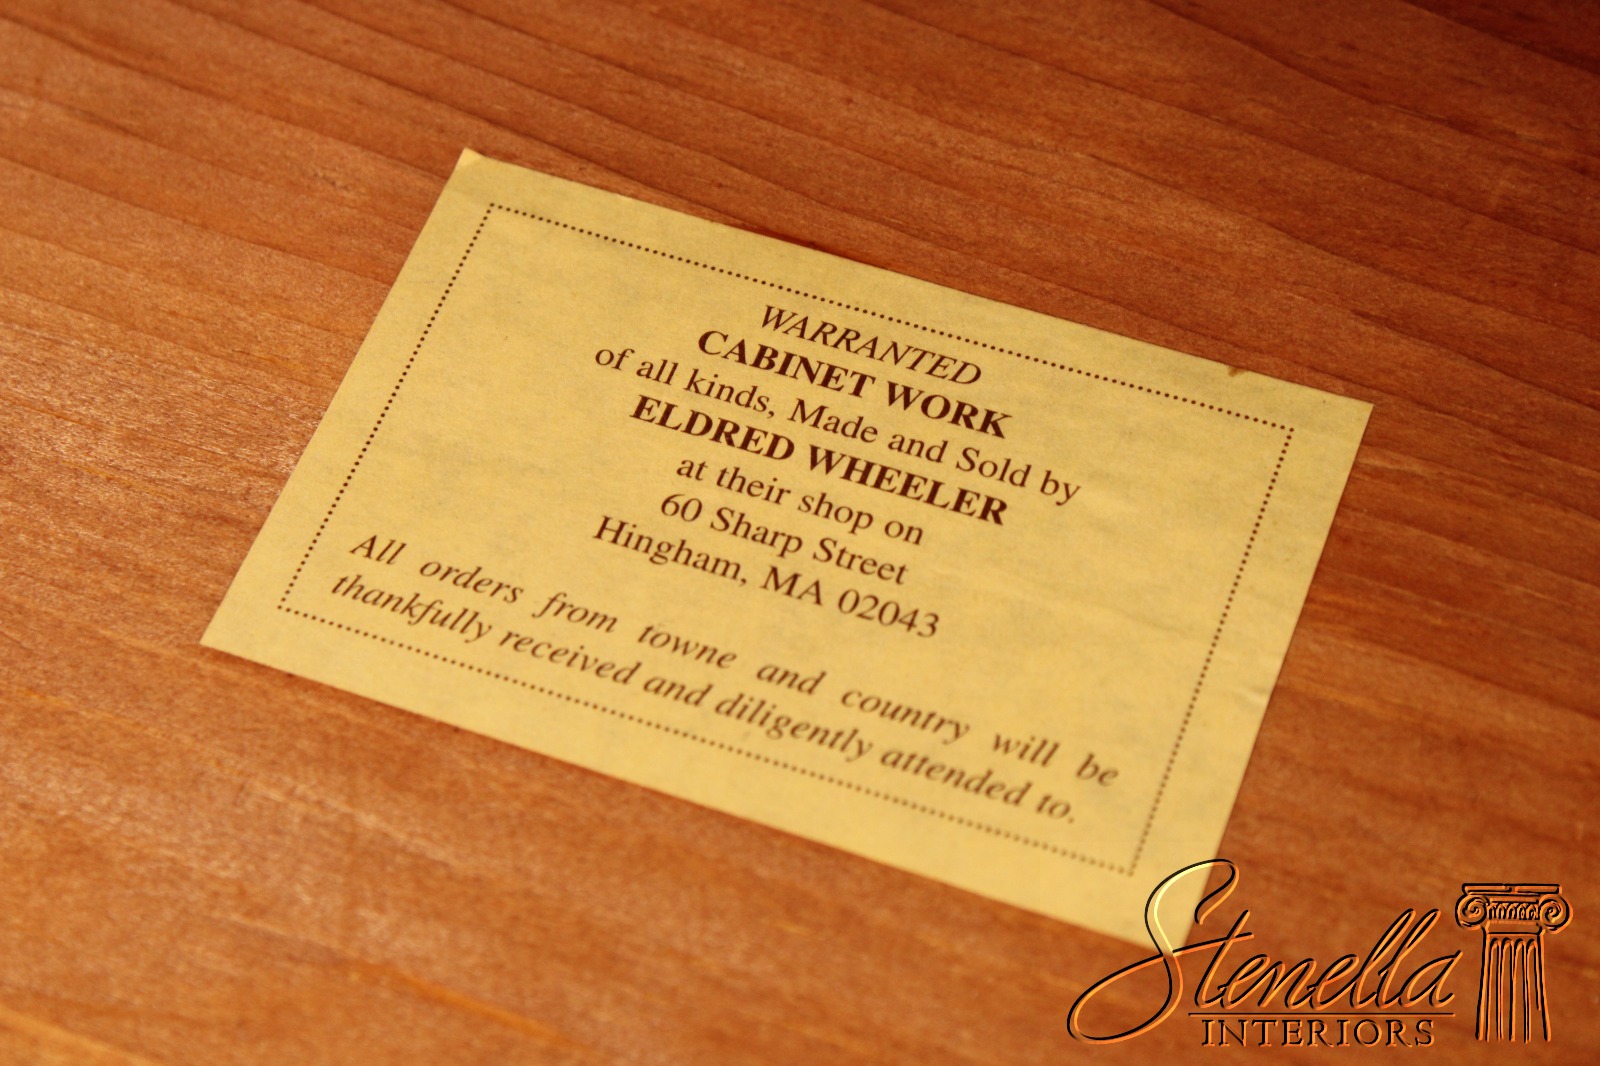 WARRANTED
CABINET WORK
of all kinds, Made and Sold by
ELDRED WHEELER
at their shop on
60 Sharp Street
Hingham, MA 02043
All orders from towne and country will be
thankfully received and diligently attended to.
Stenella
INTERIORS